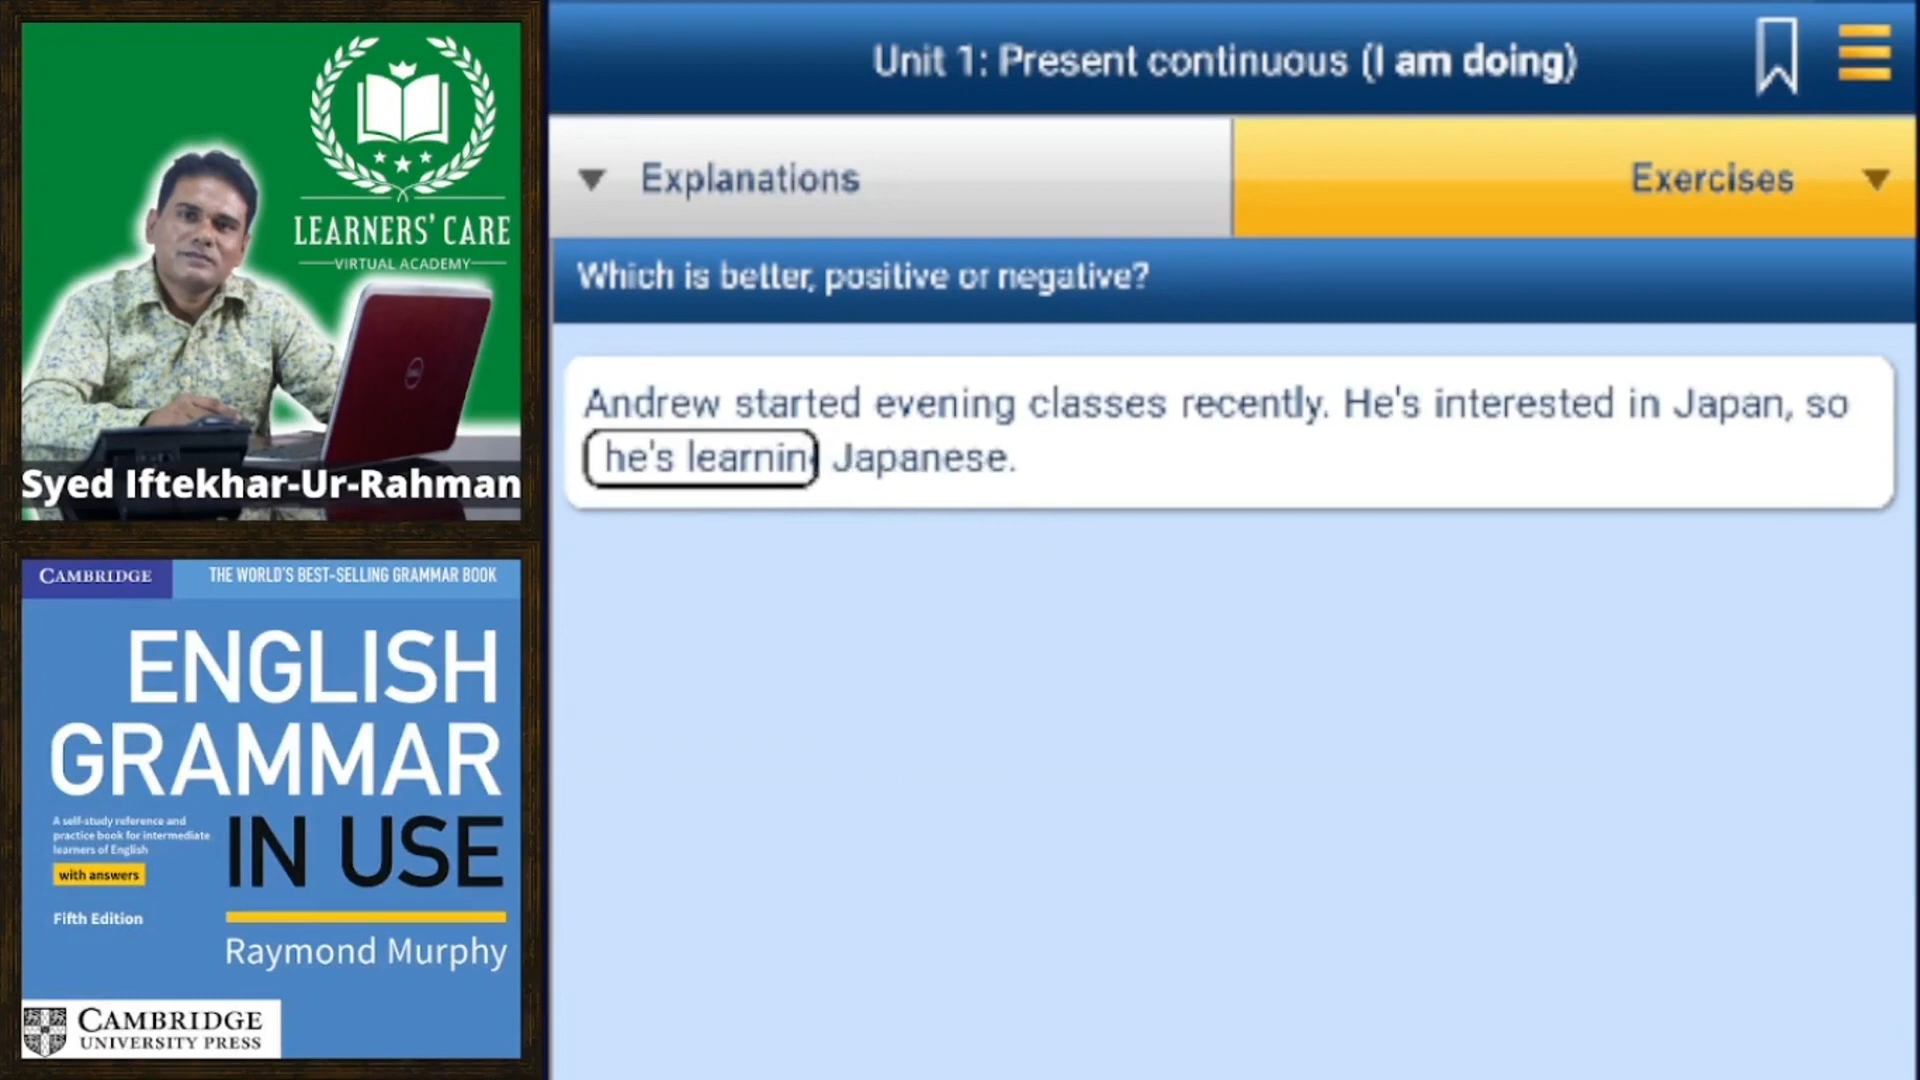 LEARNERS' CARE
VIRTUAL ACADEMY
Syed Iftekhar-Ur-Rahman
CAMBRIDGE
THE WORLD'S BEST-SELLING GRAMMAR BOOK
ENGLISH
GRAMMAR
IN USE
A self-study reference and
practice book for intermediate
learners of English
with answers
Fifth Edition
Raymond Murphy
CAMBRIDGE
UNIVERSITY PRESS
Unit 1: Present continuous (I am doing)
Explanations
Exercises
Which is better, positive or negative?
Andrew started evening classes recently. He's interested in Japan, so
he's learnin Japanese.